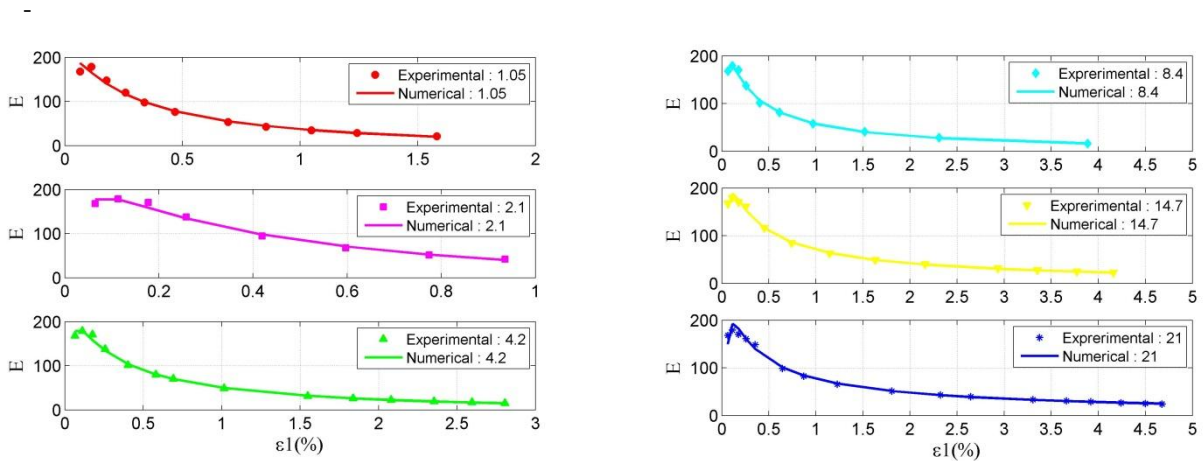 -
200
100
0
E
Experimental : 1.05
Numerical : 1.05
0 0.5 1 1.5 2
200
100
0
E
Experimental : 2.1
Numerical : 2.1
0 0.2 0.4 0.6 0.8 1
200
100
0
E
Experimental : 4.2
Numerical : 4.2
0 0.5 1 1.5 2 2.5 3
ε1(%)
200
100
0
E
Experimental : 8.4
Numerical : 8.4
0 0.5 1 1.5 2 2.5 3 3.5 4 4.5 5
200
100
0
E
Experimental : 14.7
Numerical : 14.7
0 0.5 1 1.5 2 2.5 3 3.5 4 4.5 5
200
100
0
E
Experimental : 21
Numerical : 21
0 0.5 1 1.5 2 2.5 3 3.5 4 4.5 5
ε1(%)